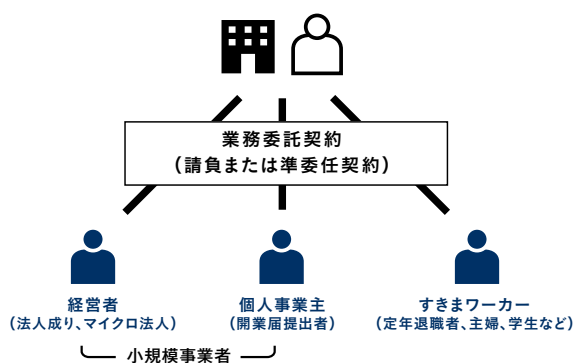 業務委託契約
(請負または準委任契約)
経営者
(法人成り、マイクロ法人)
個人事業主
(開業届提出者)
すきまワーカー
(定年退職者、主婦、学生など)
小規模事業者